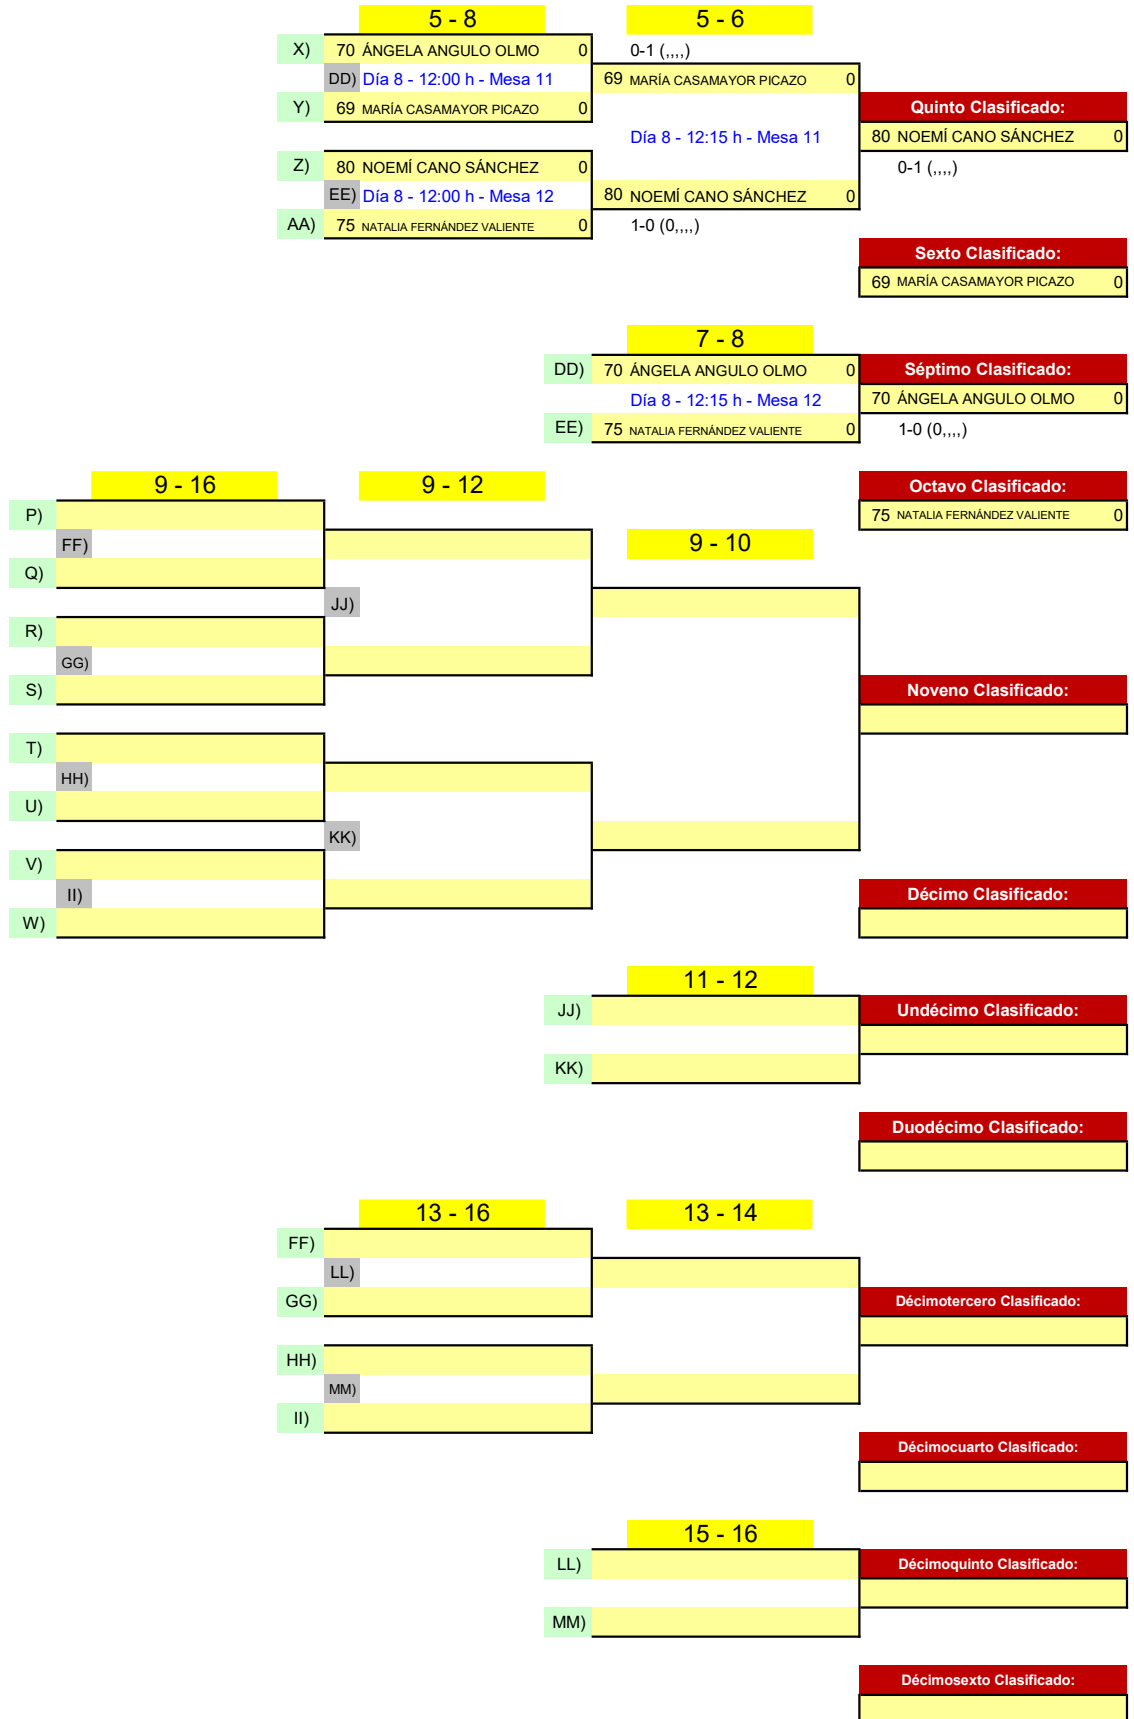 5 - 8 5 - 6
X) 70 ÁNGELA ANGULO OLMO 0 0-1 (,,,,)
DD) Día 8 - 12:00 h - Mesa 11 69 MARÍA CASAMAYOR PICAZO 0
Y) 69 MARÍA CASAMAYOR PICAZO 0 Quinto Clasificado:
Día 8 - 12:15 h - Mesa 11 80 NOEMÍ CANO SÁNCHEZ 0
Z) 80 NOEMÍ CANO SÁNCHEZ 0 0-1 (,,,,)
EE) Día 8 - 12:00 h - Mesa 12 80 NOEMÍ CANO SÁNCHEZ 0
AA) 75 NATALIA FERNÁNDEZ VALIENTE 0 1-0 (0,,,,)
Sexto Clasificado:
69 MARÍA CASAMAYOR PICAZO 0
7 - 8
DD) 70 ÁNGELA ANGULO OLMO 0 Séptimo Clasificado:
Día 8 - 12:15 h - Mesa 12 70 ÁNGELA ANGULO OLMO 0
EE) 75 NATALIA FERNÁNDEZ VALIENTE 0 1-0 (0,,,,)
9 - 16 9 - 12 Octavo Clasificado:
P) 75 NATALIA FERNÁNDEZ VALIENTE 0
FF) 9 - 10
Q)
JJ)
R)
GG)
S) Noveno Clasificado:
T)
HH)
U)
KK)
V)
II) Décimo Clasificado:
W)
11 - 12
JJ) Undécimo Clasificado:
KK)
Duodécimo Clasificado:
13 - 16 13 - 14
FF)
LL)
GG) Décimotercero Clasificado:
HH)
MM)
II)
Décimocuarto Clasificado:
15 - 16
LL) Décimoquinto Clasificado:
MM)
Décimosexto Clasificado: